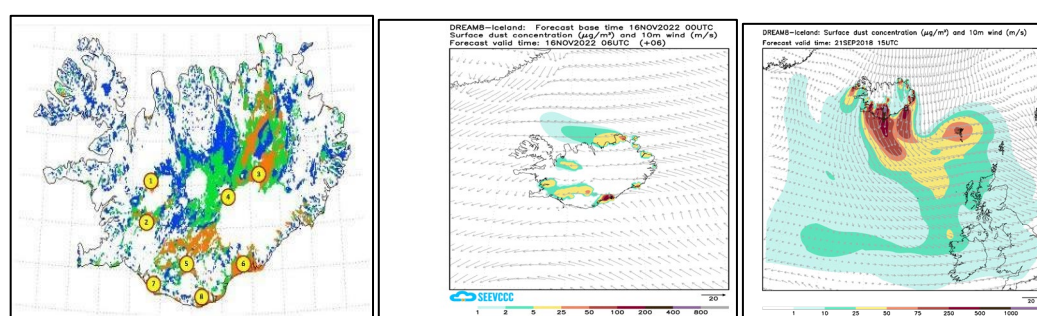 1
2
3
4
5
6
7
8
DREAM8-Iceland: Forecast base time 16NOV2022 00UTC
Surface dust concentration (μg/m³) and 10m wind (m/s)
Forecast valid time: 16NOV2022 06UTC (+06)
SEEVCCC
20
1 2 5 25 50 100 200 400 800
DREAM8-Iceland: Surface dust concentration (μg/m³) and 10m wind (m/s)
Forecast valid time: 21SEP2018 15UTC
20
1 10 25 50 75 250 500 1000